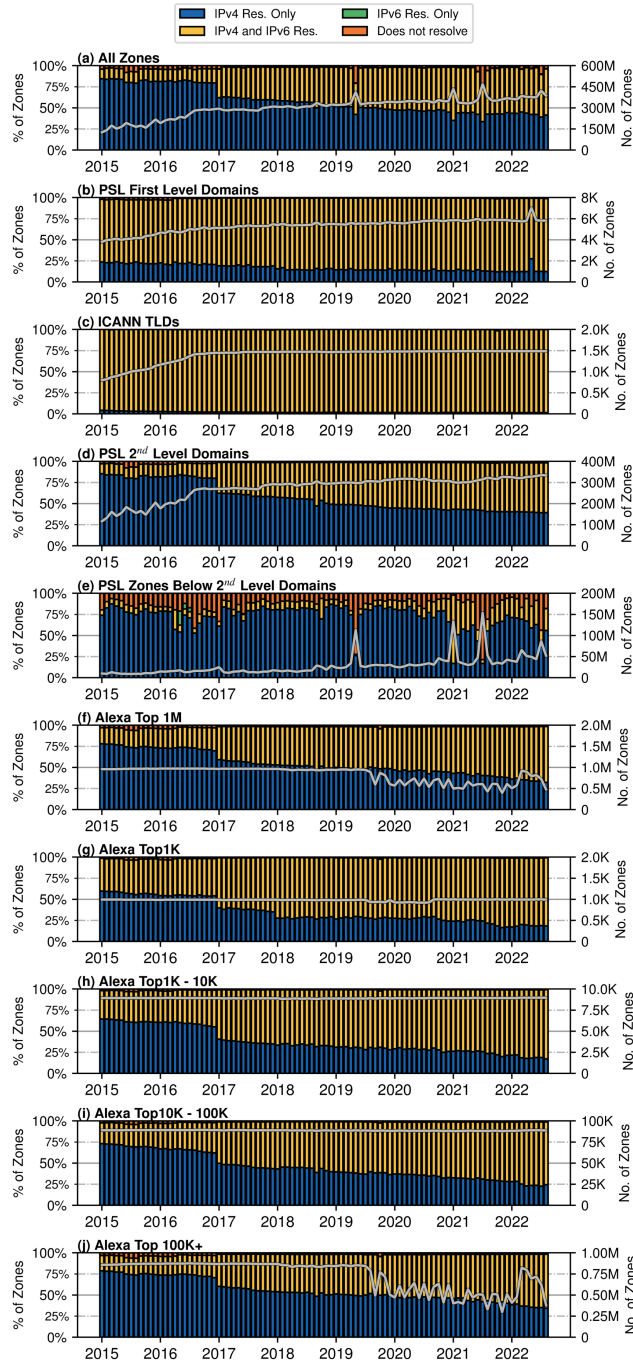 IPv4 Res. Only
IPv6 Res. Only
IPv4 and IPv6 Res.
Does not resolve
(a) All Zones
% of Zones
100%
75%
50%
25%
0%
600M
450M
300M
150M
0
No. of Zones
2015 2016 2017 2018 2019 2020 2021 2022
(b) PSL First Level Domains
% of Zones
100%
75%
50%
25%
0%
8K
6K
4K
2K
0
No. of Zones
2015 2016 2017 2018 2019 2020 2021 2022
(c) ICANN TLDs
% of Zones
100%
75%
50%
25%
0%
2.0K
1.5K
1.0K
0.5K
0
No. of Zones
2015 2016 2017 2018 2019 2020 2021 2022
(d) PSL 2nd Level Domains
% of Zones
100%
75%
50%
25%
0%
400M
300M
200M
100M
0
No. of Zones
2015 2016 2017 2018 2019 2020 2021 2022
(e) PSL Zones Below 2nd Level Domains
% of Zones
100%
75%
50%
25%
0%
200M
150M
100M
50M
0
No. of Zones
2015 2016 2017 2018 2019 2020 2021 2022
(f) Alexa Top 1M
% of Zones
100%
75%
50%
25%
0%
2.0M
1.5M
1.0M
0.5M
0
No. of Zones
2015 2016 2017 2018 2019 2020 2021 2022
(g) Alexa Top1K
% of Zones
100%
75%
50%
25%
0%
2.0K
1.5K
1.0K
0.5K
0
No. of Zones
2015 2016 2017 2018 2019 2020 2021 2022
(h) Alexa Top1K - 10K
% of Zones
100%
75%
50%
25%
0%
10.0K
7.5K
5.0K
2.5K
0
No. of Zones
2015 2016 2017 2018 2019 2020 2021 2022
(i) Alexa Top10K - 100K
% of Zones
100%
75%
50%
25%
0%
100K
75K
50K
25K
0
No. of Zones
2015 2016 2017 2018 2019 2020 2021 2022
(j) Alexa Top 100K+
% of Zones
100%
75%
50%
25%
0%
1.00M
0.75M
0.50M
0.25M
0
No. of Zones
2015 2016 2017 2018 2019 2020 2021 2022